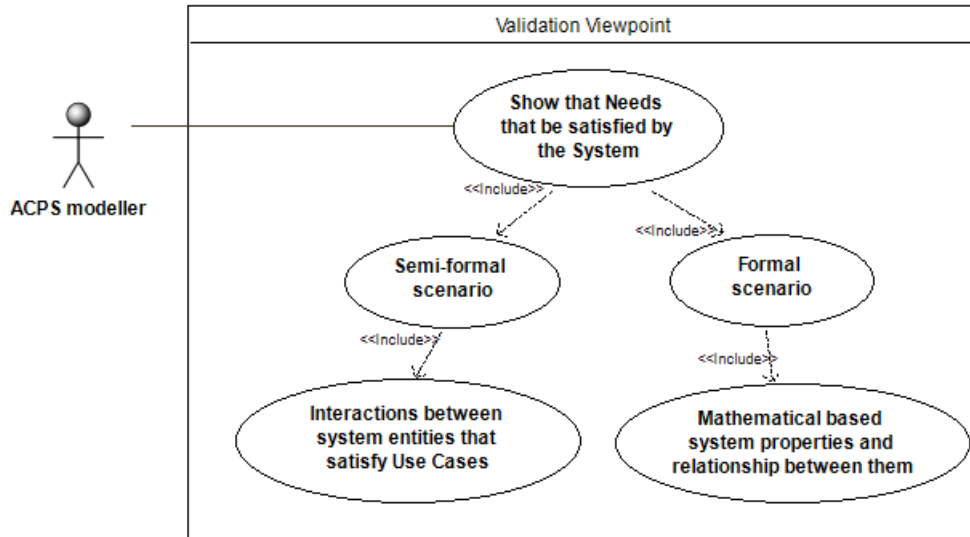 Validation Viewpoint
Show that Needs
that be satisfied by
the System
ACPS modeller
<<Include>>
<<Include>>
Semi-formal
scenario
Formal
scenario
<<Include>>
<<Include>>
Interactions between
system entities that
satisfy Use Cases
Mathematical based
system properties and
relationship between them